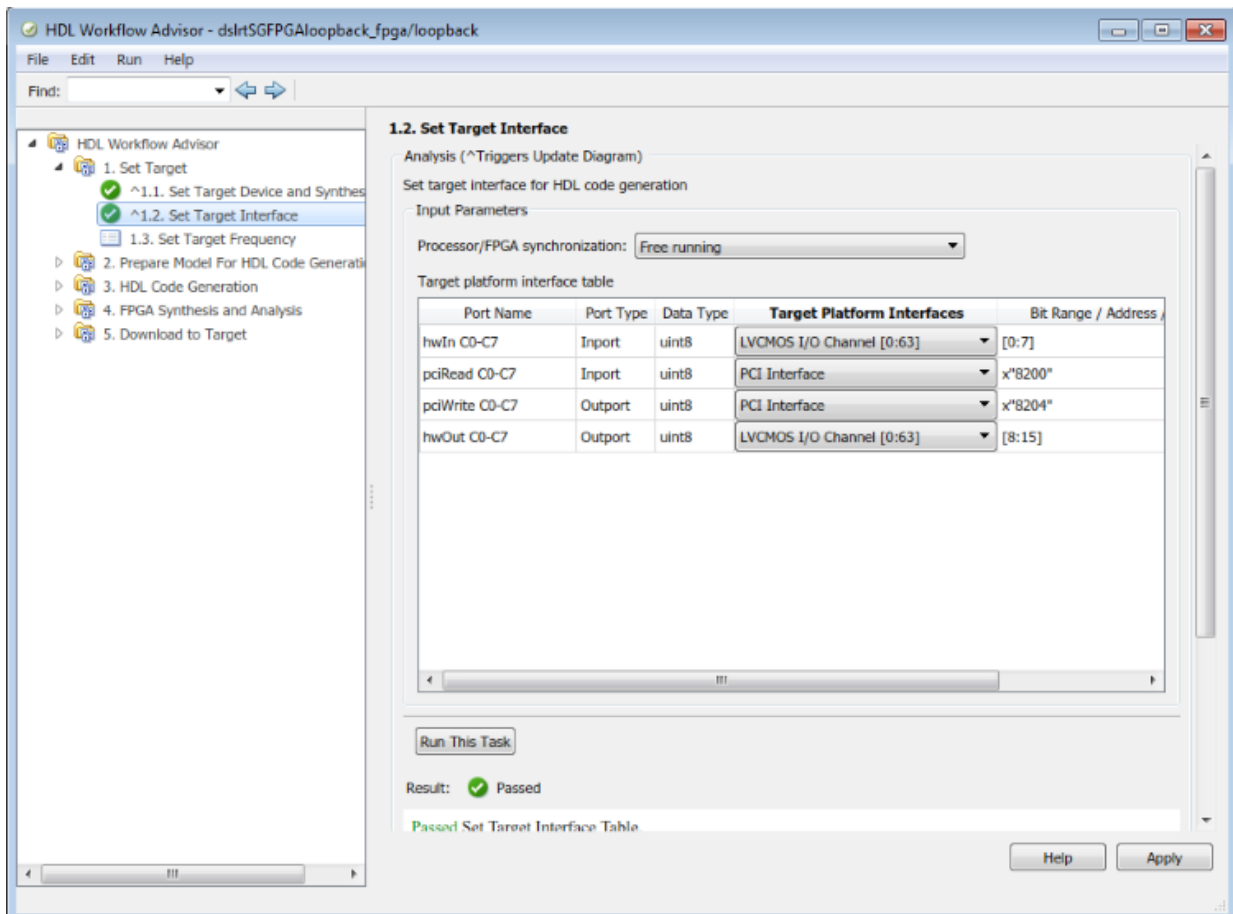 HDL Workflow Advisor - dslrtSGFPGAloopback_fpga/loopback
File Edit Run Help
Find:
HDL Workflow Advisor
1. Set Target
^1.1. Set Target Device and Synthes
^1.2. Set Target Interface
1.3. Set Target Frequency
2. Prepare Model For HDL Code Generati
3. HDL Code Generation
4. FPGA Synthesis and Analysis
5. Download to Target
1.2. Set Target Interface
Analysis (^Triggers Update Diagram)
Set target interface for HDL code generation
Input Parameters
Processor/FPGA synchronization: Free running
Target platform interface table
Port Name Port Type Data Type Target Platform Interfaces Bit Range / Address /
hwIn C0-C7 Inport uint8 LVCMOS I/O Channel [0:63] [0:7]
pciRead C0-C7 Inport uint8 PCI Interface x"8200"
pciWrite C0-C7 Outport uint8 PCI Interface x"8204"
hwOut C0-C7 Outport uint8 LVCMOS I/O Channel [0:63] [8:15]
Run This Task
Result: Passed
Passed Set Target Interface Table.
Help Apply